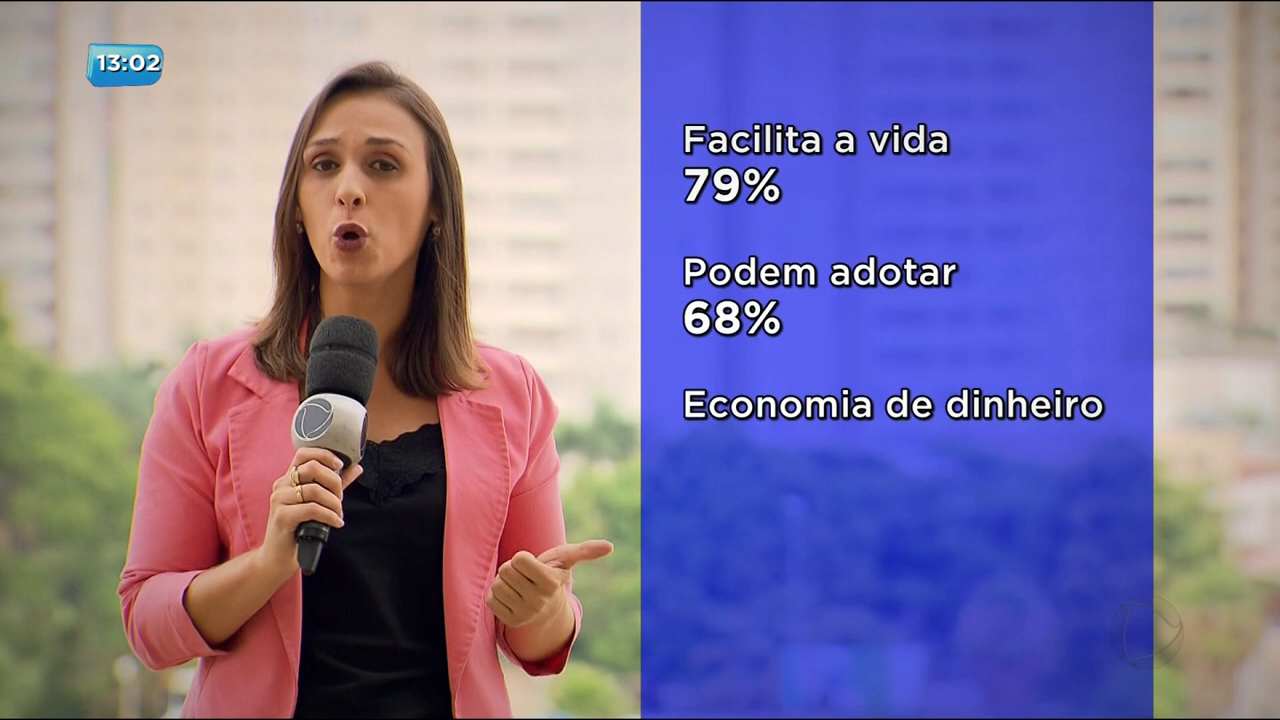 13:02
Facilita a vida
79%
Podem adotar
68%
Economia de dinheiro